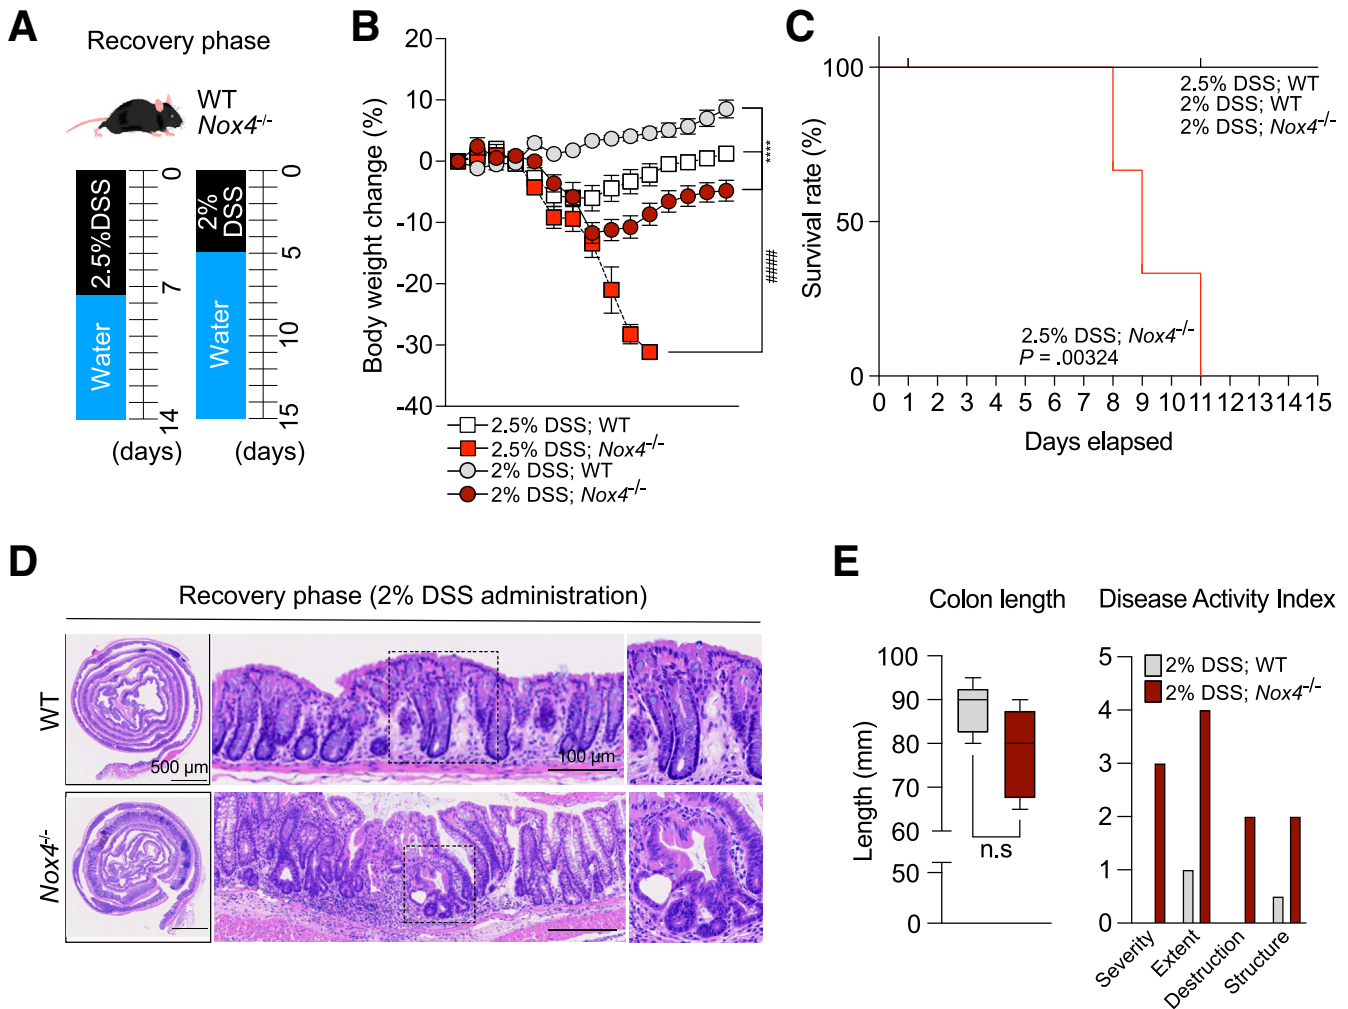 A
Recovery phase
WT
Nox4-/-
2.5%DSS
Water
0
7
14
(days)
2%
DSS
Water
0
5
10
15
(days)
B
Body weight change (%)
20
10
0
-10
-20
-30
-40
****
####
2.5% DSS; WT
2.5% DSS; Nox4-/-
2% DSS; WT
2% DSS; Nox4-/-
C
Survival rate (%)
100
50
0
2.5% DSS; WT
2% DSS; WT
2% DSS; Nox4-/-
2.5% DSS; Nox4-/-
P = .00324
0 1 2 3 4 5 6 7 8 9 10 11 12 13 14 15
Days elapsed
D
Recovery phase (2% DSS administration)
WT
500 µm
100 µm
Nox4-/-
E
Colon length
Length (mm)
100
90
80
70
60
50
0
n.s
Disease Activity Index
5
4
3
2
1
0
2% DSS; WT
2% DSS; Nox4-/-
Severity
Extent
Destruction
Structure